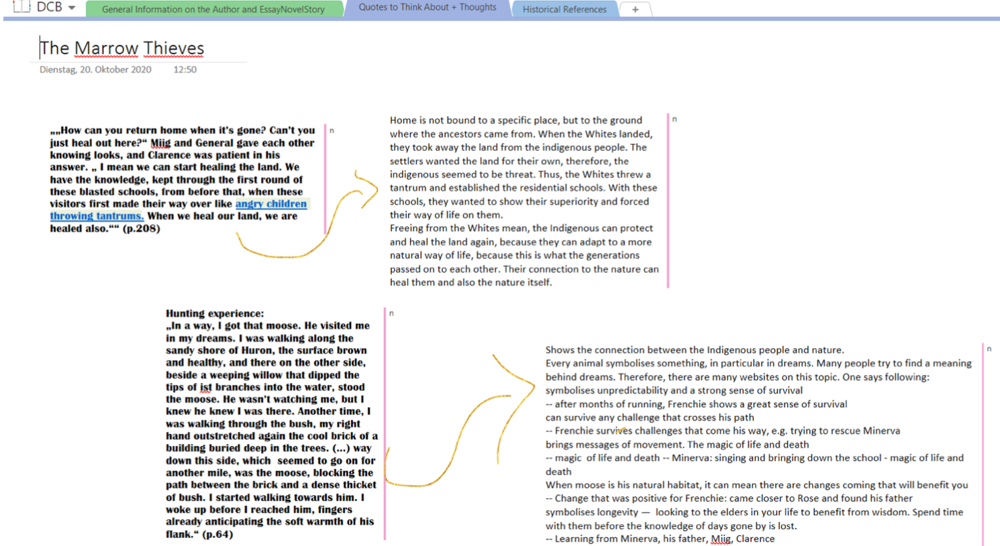 DCB
General Information on the Author and EssayNovelStory
Quotes to Think About + Thoughts
Historical References
+
The Marrow Thieves
Dienstag, 20. Oktober 2020 12:50
„„How can you return home when it's gone? Can't you
just heal out here?“ Miig and General gave each other
knowing looks, and Clarence was patient in his
answer. „ I mean we can start healing the land. We
have the knowledge, kept through the first round of
these blasted schools, from before that, when these
visitors first made their way over like angry children
throwing tantrums. When we heal our land, we are
healed also.““ (p.208)
n
Home is not bound to a specific place, but to the ground
where the ancestors came from. When the Whites landed,
they took away the land from the indigenous people. The
settlers wanted the land for their own, therefore, the
indigenous seemed to be threat. Thus, the Whites threw a
tantrum and established the residential schools. With these
schools, they wanted to show their superiority and forced
their way of life on them.
Freeing from the Whites mean, the Indigenous can protect
and heal the land again, because they can adapt to a more
natural way of life, because this is what the generations
passed on to each other. Their connection to the nature can
heal them and also the nature itself.
n
Hunting experience:
„In a way, I got that moose. He visited me
in my dreams. I was walking along the
sandy shore of Huron, the surface brown
and healthy, and there on the other side,
beside a weeping willow that dipped the
tips of ist branches into the water, stood
the moose. He wasn't watching me, but I
knew he knew I was there. Another time, I
was walking through the bush, my right
hand outstretched again the cool brick of a
building buried deep in the trees. (...) way
down this side, which seemed to go on for
another mile, was the moose, blocking the
path between the brick and a dense thicket
of bush. I started walking towards him. I
woke up before I reached him, fingers
already anticipating the soft warmth of his
flank.“ (p.64)
n
Shows the connection between the Indigenous people and nature.
Every animal symbolises something, in particular in dreams. Many people try to find a meaning
behind dreams. Therefore, there are many websites on this topic. One says following:
symbolises unpredictability and a strong sense of survival
-- after months of running, Frenchie shows a great sense of survival
can survive any challenge that crosses his path
-- Frenchie survives challenges that come his way, e.g. trying to rescue Minerva
brings messages of movement. The magic of life and death
-- magic of life and death -- Minerva: singing and bringing down the school - magic of life and
death
When moose is his natural habitat, it can mean there are changes coming that will benefit you
-- Change that was positive for Frenchie: came closer to Rose and found his father
symbolises longevity — looking to the elders in your life to benefit from wisdom. Spend time
with them before the knowledge of days gone by is lost.
-- Learning from Minerva, his father, Miig, Clarence
n